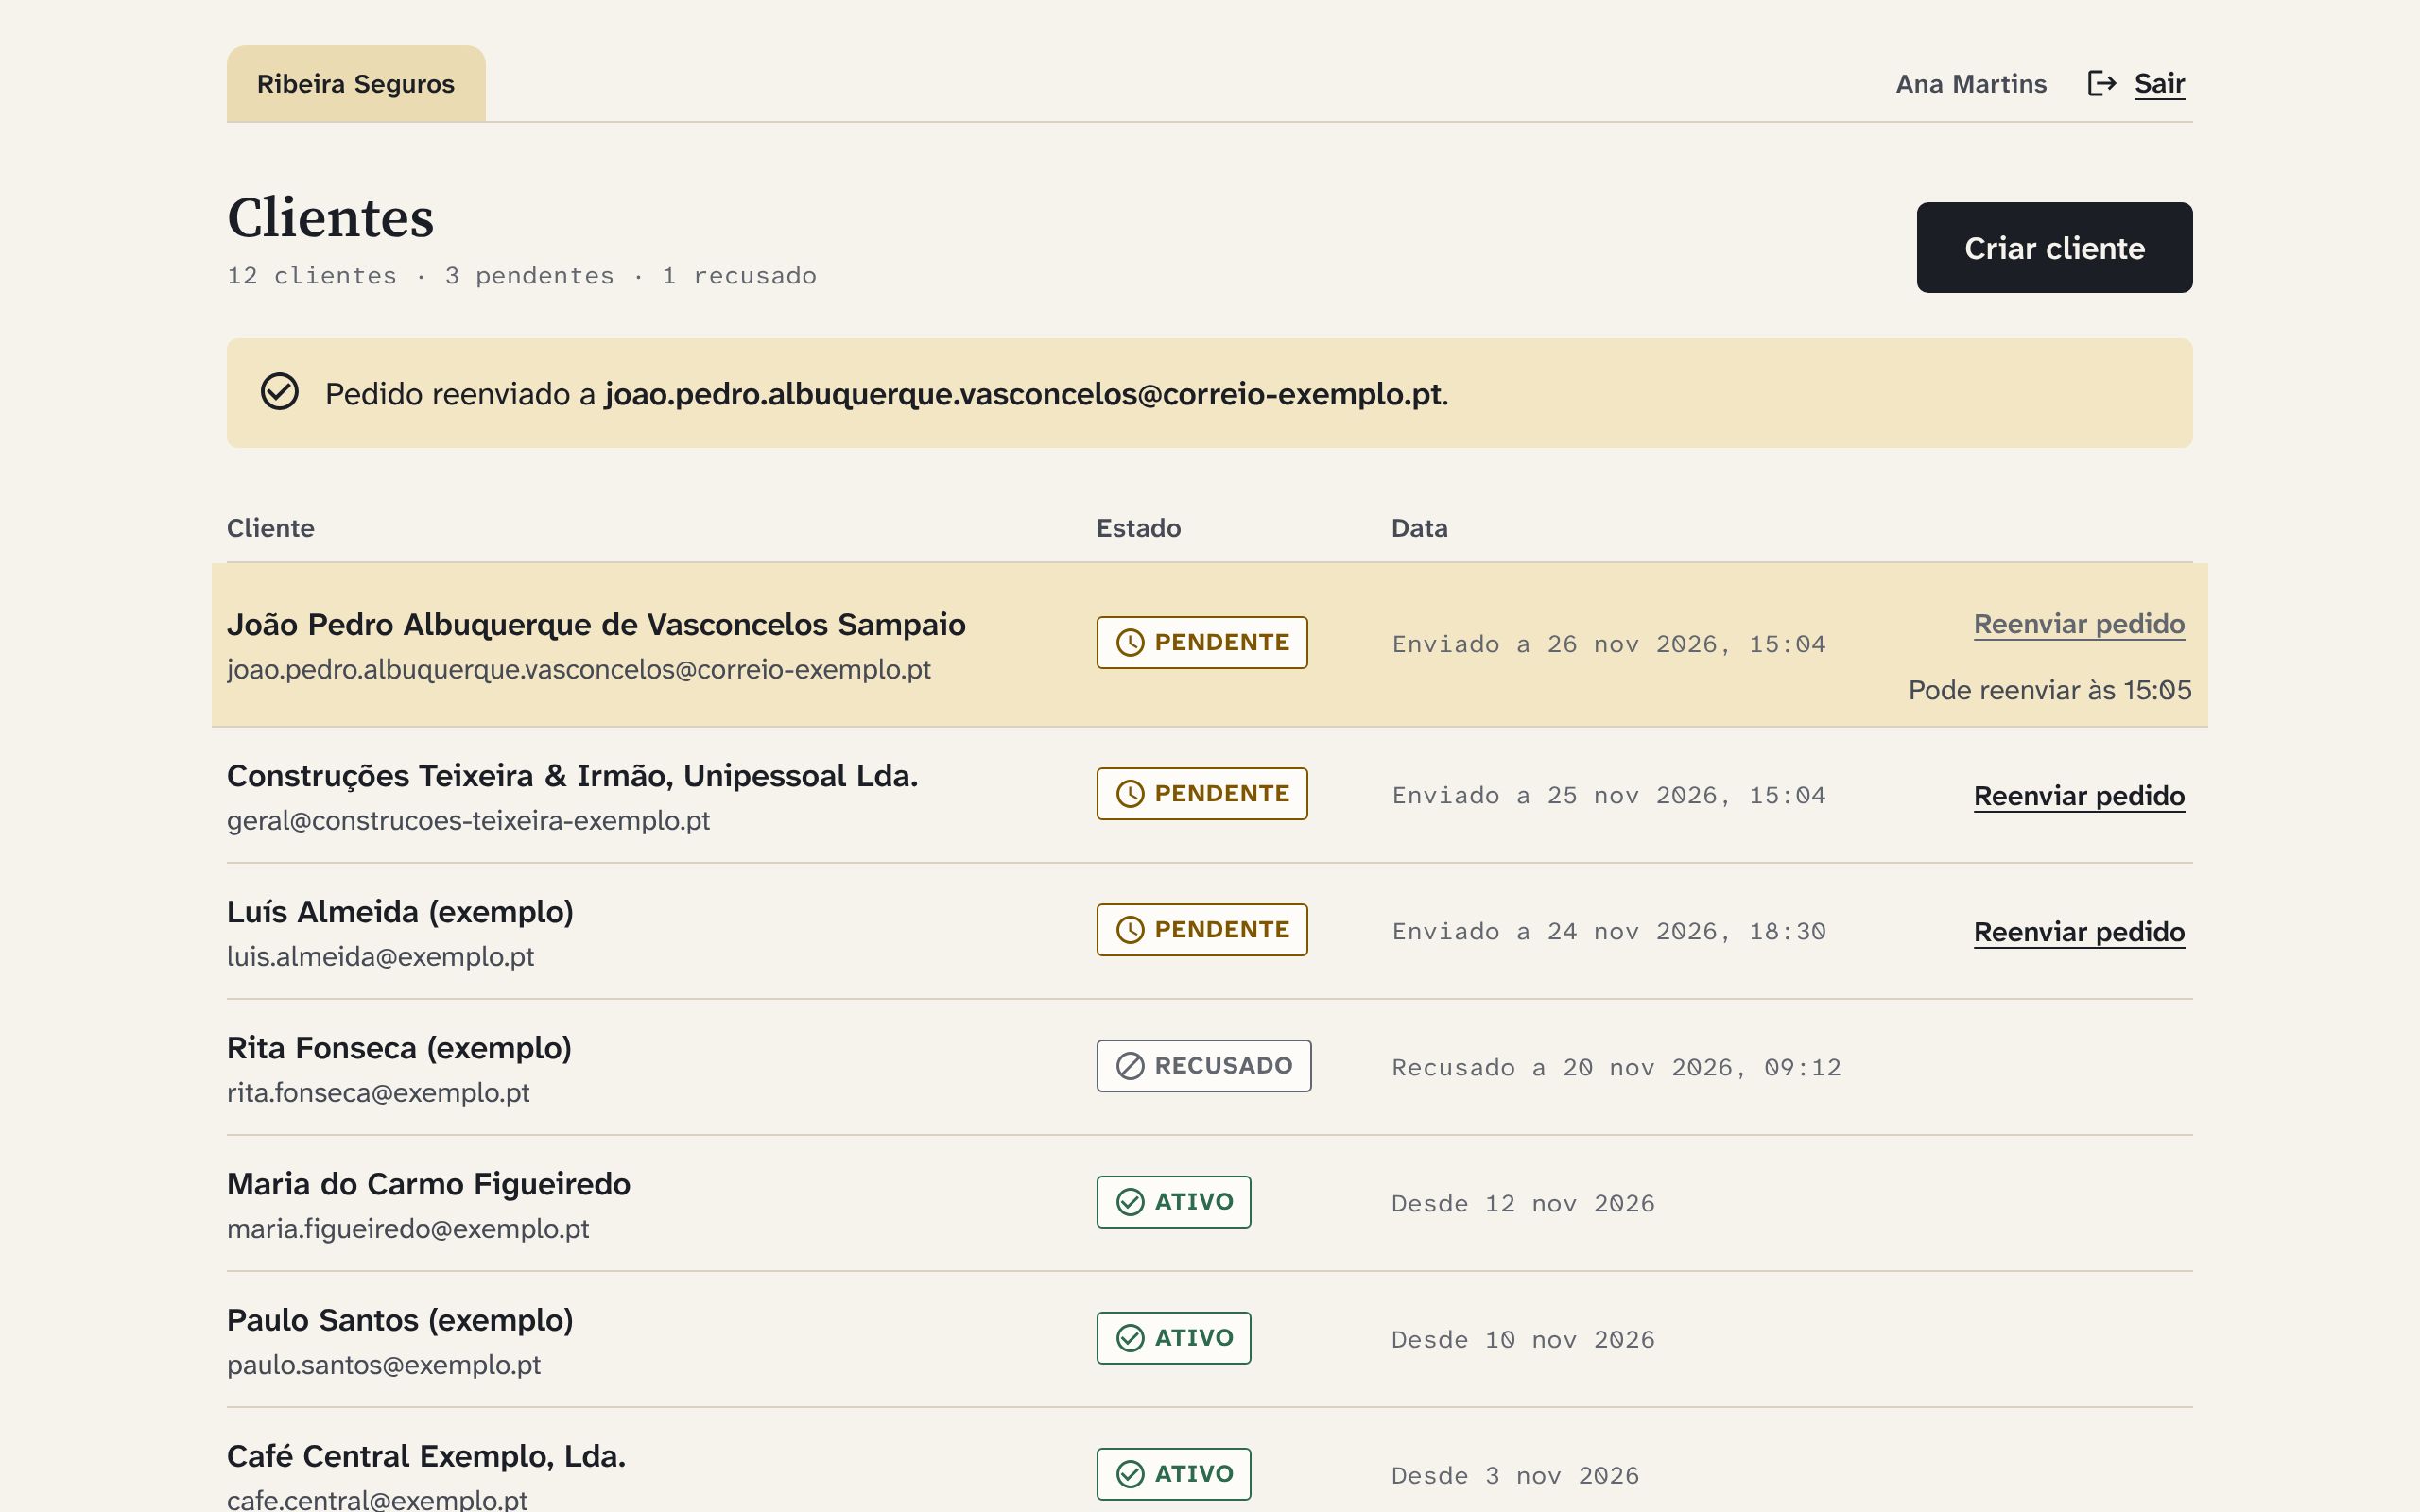 Ribeira Seguros
Ana Martins Sair
Clientes
12 clientes · 3 pendentes · 1 recusado
Criar cliente
Pedido reenviado a joao.pedro.albuquerque.vasconcelos@correio-exemplo.pt.
Cliente Estado Data
João Pedro Albuquerque de Vasconcelos Sampaio
joao.pedro.albuquerque.vasconcelos@correio-exemplo.pt
PENDENTE
Enviado a 26 nov 2026, 15:04
Reenviar pedido
Pode reenviar às 15:05
Construções Teixeira & Irmão, Unipessoal Lda.
geral@construcoes-teixeira-exemplo.pt
PENDENTE
Enviado a 25 nov 2026, 15:04
Reenviar pedido
Luís Almeida (exemplo)
luis.almeida@exemplo.pt
PENDENTE
Enviado a 24 nov 2026, 18:30
Reenviar pedido
Rita Fonseca (exemplo)
rita.fonseca@exemplo.pt
RECUSADO
Recusado a 20 nov 2026, 09:12
Maria do Carmo Figueiredo
maria.figueiredo@exemplo.pt
ATIVO
Desde 12 nov 2026
Paulo Santos (exemplo)
paulo.santos@exemplo.pt
ATIVO
Desde 10 nov 2026
Café Central Exemplo, Lda.
cafe.central@exemplo.pt
ATIVO
Desde 3 nov 2026